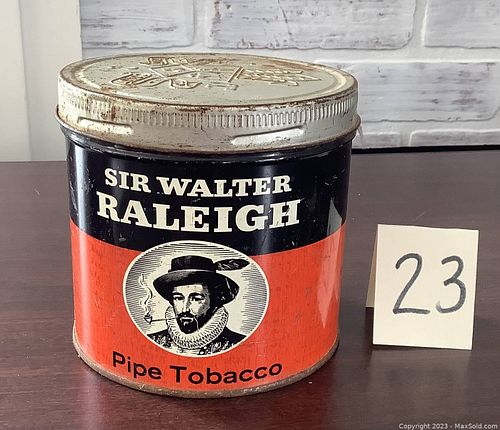 SIR WALTER
RALEIGH
Pipe Tobacco
23
Copyright 2023 - MaxSold.com